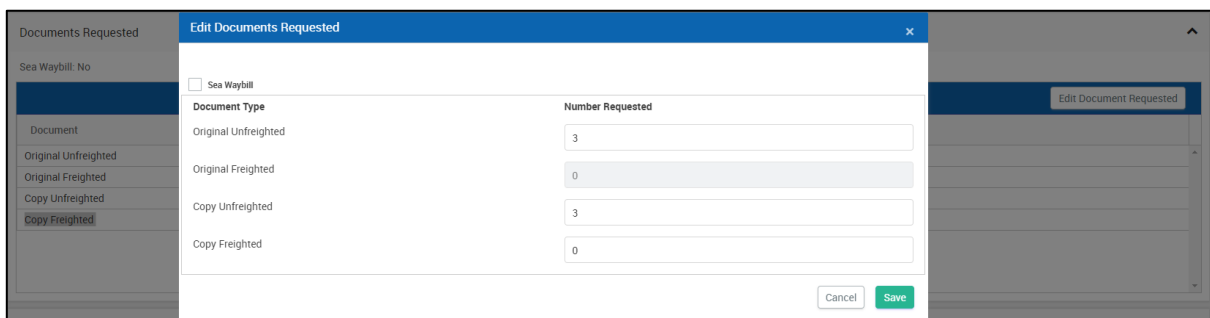 Documents Requested
Edit Documents Requested
×
Sea Waybill: No
Sea Waybill
Edit Document Requested
Document Type Number Requested
Document
Original Unfreighted 3
Original Unfreighted
Original Freighted 0
Original Freighted
Copy Unfreighted 3
Copy Unfreighted
Copy Freighted
Copy Freighted 0
Cancel Save